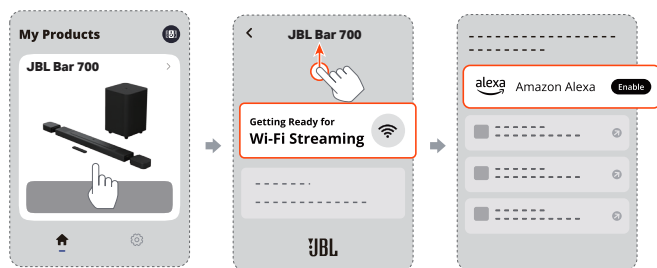 My Products
JBL Bar 700
JBL Bar 700
Getting Ready for
Wi-Fi Streaming
JBL
alexa
Amazon Alexa
Enable